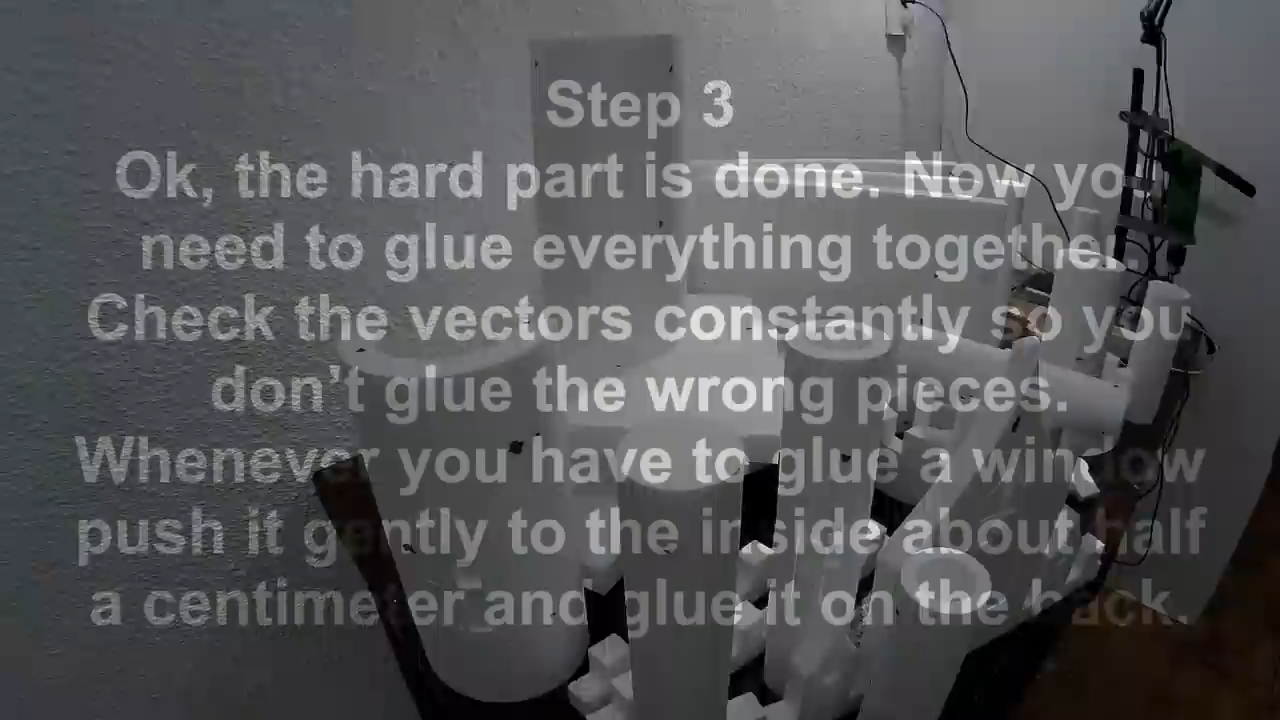 Step 3
Ok, the hard part is done. Now you
need to glue everything together.
Check the vectors constantly so you
don't glue the wrong pieces.
Whenever you have to glue a window
push it gently to the inside about half
a centimeter and glue it on the back.